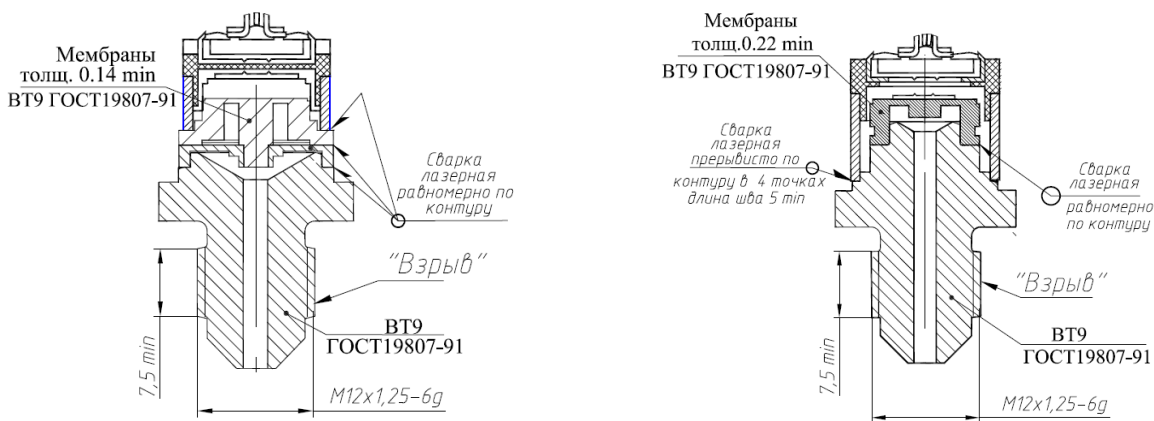 Мембраны
толщ. 0.14 min
ВТ9 ГОСТ19807-91
Сварка
лазерная
равномерно по
контуру
"Взрыв"
ВТ9
ГОСТ19807-91
7,5 min
М12х1,25-6g
Мембраны
толщ.0.22 min
ВТ9 ГОСТ19807-91
Сварка
лазерная
прерывисто по
контуру в 4 точках
длина шва 5 min
Сварка
лазерная
равномерно
по контуру
"Взрыв"
ВТ9
ГОСТ19807-91
7,5 min
М12х1,25-6g